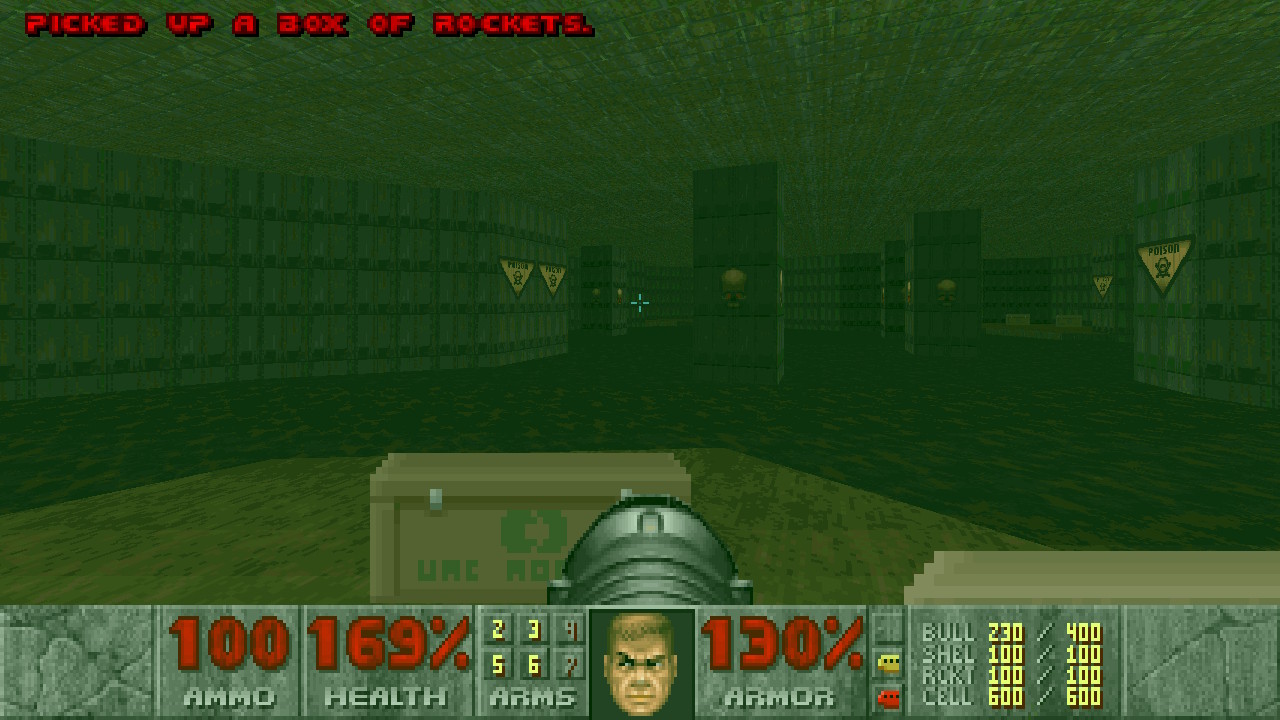 PICKED UP A BOX OF ROCKETS.
POISON
POISON
UAC
100
AMMO
169%
HEALTH
2 3 4
5 6 7
ARMS
130%
ARMOR
BULL 230 / 400
SHEL 100 / 100
RCKT 100 / 100
CELL 600 / 600